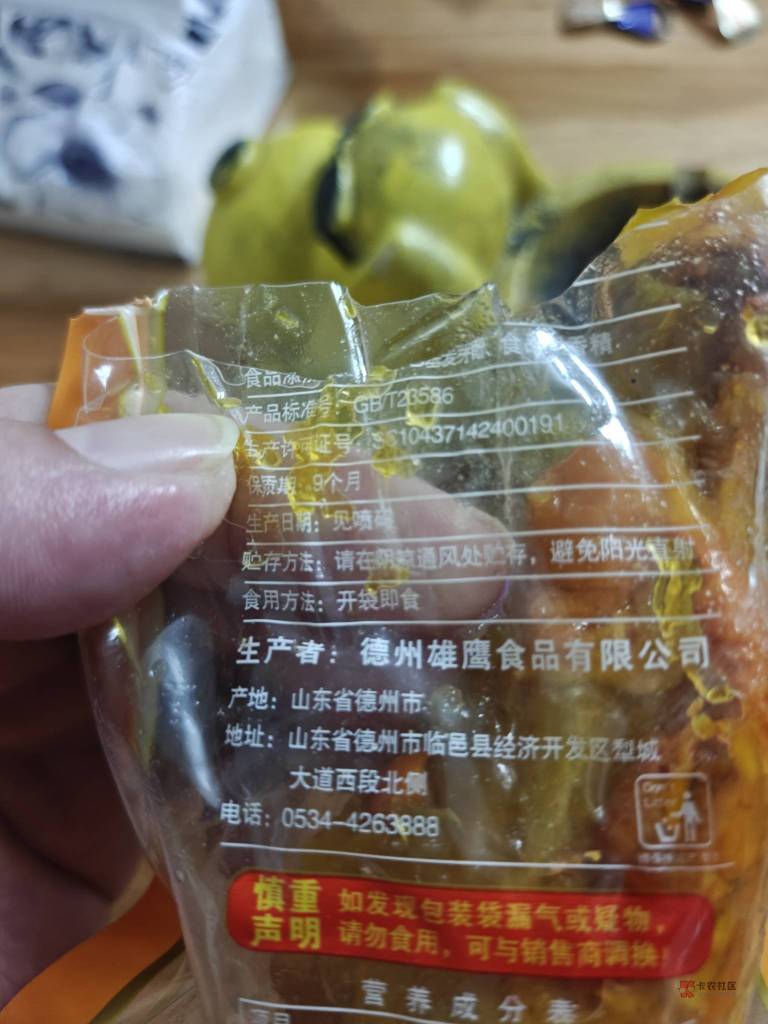 食品添
产品标准号：GB/T23586
生产许可证号：SC10437142400191
保质期：9个月
生产日期：见喷码
贮存方法：请在阴凉通风处贮存，避免阳光直射
食用方法：开袋即食
生产者：德州雄鹰食品有限公司
产地：山东省德州市
地址：山东省德州市临邑县经济开发区犁城
大道西段北侧
电话：0534-4263888
慎重声明
如发现包装袋漏气或疑物，
请勿食用，可与销售商调换！
营养成分表
项目
卡农社区